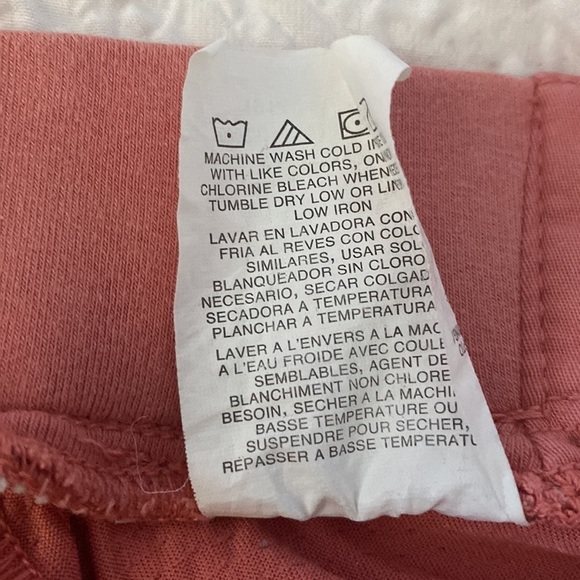 MACHINE WASH COLD
WITH LIKE COLORS,
CHLORINE BLEACH
TUMBLE DRY LOW OR
LOW IRON
LAVAR EN LAVADORA CON
FRIA AL REVES CON
SIMILARES, USAR
BLANQUEADOR SIN CLORO
NECESARIO, SECAR
SECADORA A TEMPERATURA
PLANCHAR A TEMPERATURA
LAVER A L'ENVERS A LA
A L'EAU FROIDE AVEC
SEMBLABLES, AGENT DE
BLANCHIMENT NON
BESOIN, SECHER A LA
BASSE TEMPERATURE OU
SUSPENDRE POUR SECHER,
REPASSER A BASSE